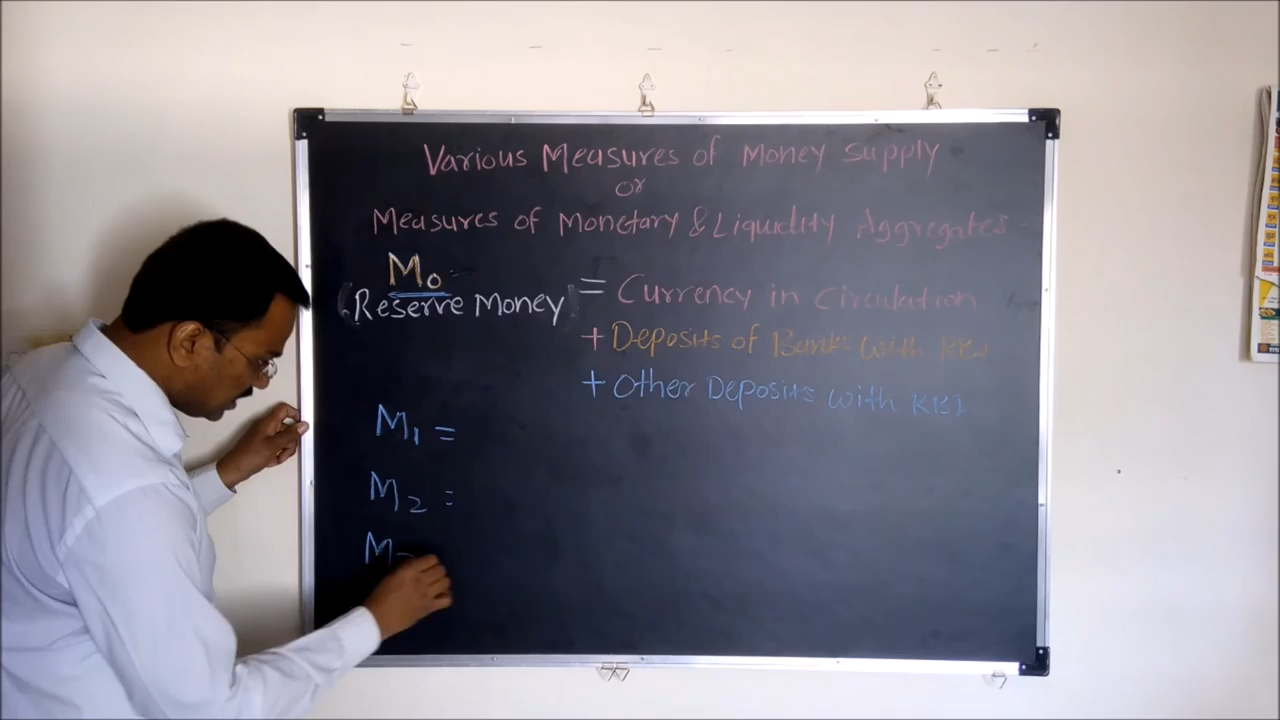 Various Measures of Money Supply
or
Measures of Monetary & Liquidity Aggregates
M0
(Reserve Money) = Currency in Circulation
+ Deposits of Banks with RBI
+ Other Deposits with RBI
M1 =
M2 =
M